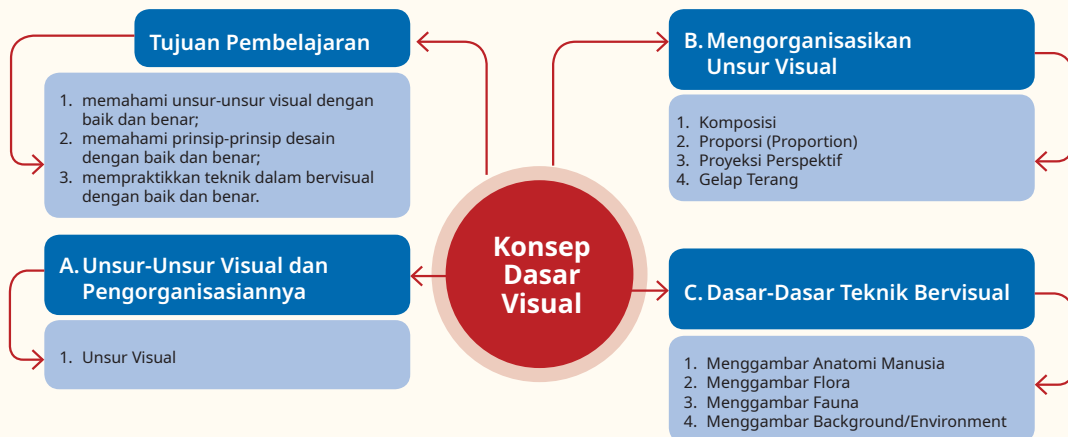 Tujuan Pembelajaran
1. memahami unsur-unsur visual dengan
baik dan benar;
2. memahami prinsip-prinsip desain
dengan baik dan benar;
3. mempraktikkan teknik dalam bervisual
dengan baik dan benar.
A. Unsur-Unsur Visual dan
Pengorganisasiannya
1. Unsur Visual
Konsep
Dasar
Visual
B. Mengorganisasikan
Unsur Visual
1. Komposisi
2. Proporsi (Proportion)
3. Proyeksi Perspektif
4. Gelap Terang
C. Dasar-Dasar Teknik Bervisual
1. Menggambar Anatomi Manusia
2. Menggambar Flora
3. Menggambar Fauna
4. Menggambar Background/Environment